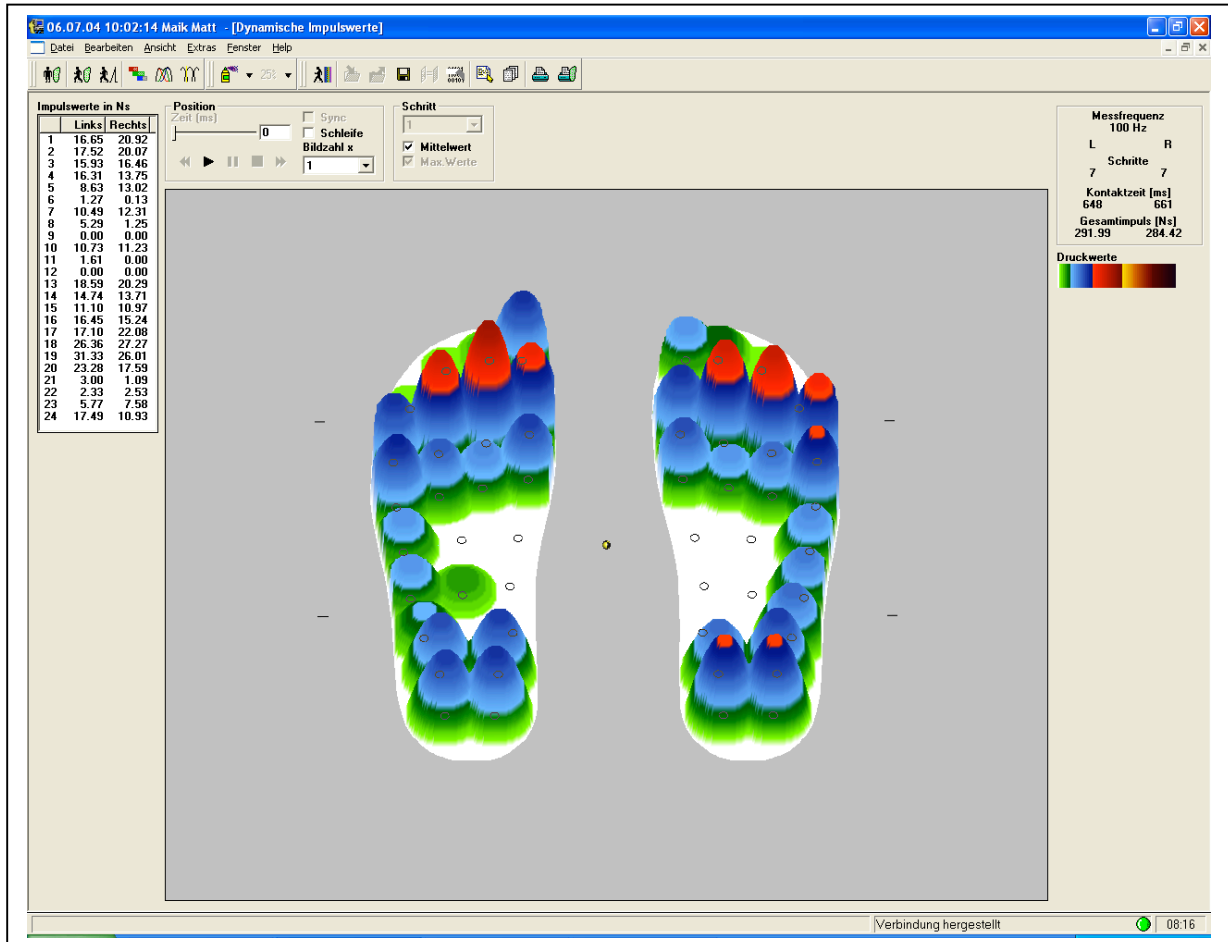 06.07.04 10:02:14 Maik Matt - [Dynamische Impulswerte]
Datei Bearbeiten Ansicht Extras Fenster Help
25%
Impulswerte in Ns
Links Rechts
1 16.65 20.92
2 17.52 20.07
3 15.93 16.46
4 16.31 13.75
5 8.63 13.02
6 1.27 0.13
7 10.49 12.31
8 5.29 1.25
9 0.00 0.00
10 10.73 11.23
11 1.61 0.00
12 0.00 0.00
13 18.59 20.29
14 14.74 13.71
15 11.10 10.97
16 16.45 15.24
17 17.10 22.08
18 26.36 27.27
19 31.33 26.01
20 23.28 17.59
21 3.00 1.09
22 2.33 2.53
23 5.77 7.58
24 17.49 10.93
Position
Zeit (ms)
0
Sync
Schleife
Bildzahl x
1
Schritt
1
Mittelwert
Max.Werte
Messfrequenz
100 Hz
L R
Schritte
7 7
Kontaktzeit [ms]
648 661
Gesamtimpuls [Ns]
291.99 284.42
Druckwerte
Verbindung hergestellt
08:16